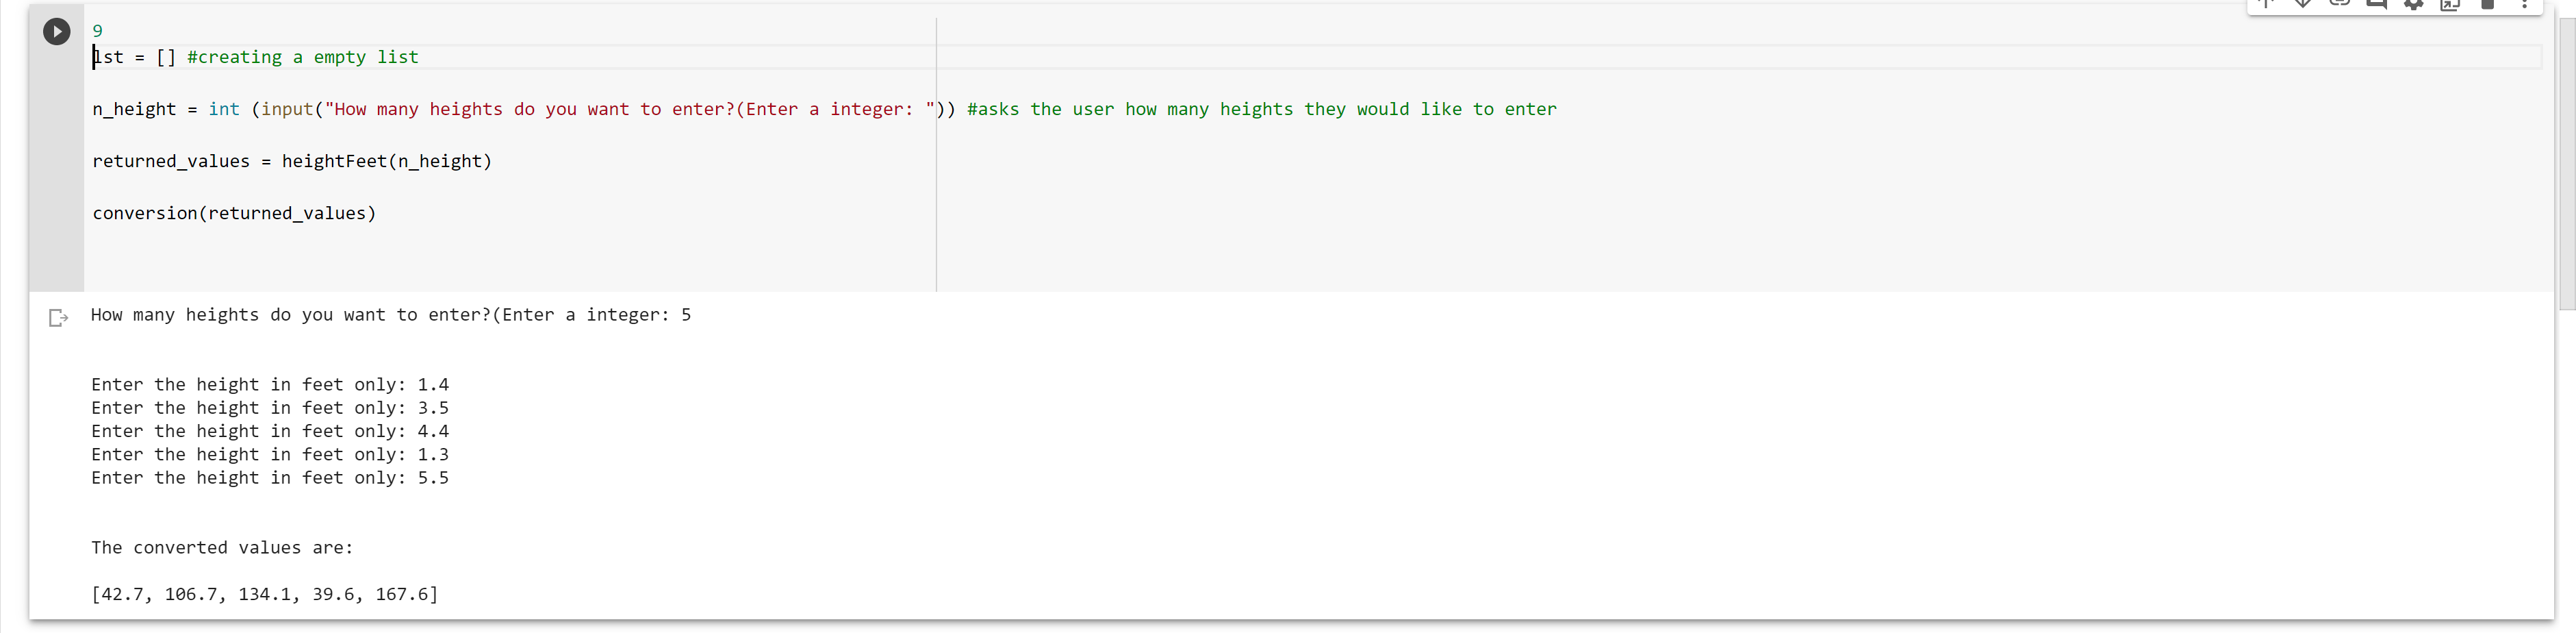 9
lst = [] #creating a empty list
n_height = int (input("How many heights do you want to enter?(Enter a integer: ")) #asks the user how many heights they would like to enter
returned_values = heightFeet(n_height)
conversion(returned_values)
How many heights do you want to enter?(Enter a integer: 5
Enter the height in feet only: 1.4
Enter the height in feet only: 3.5
Enter the height in feet only: 4.4
Enter the height in feet only: 1.3
Enter the height in feet only: 5.5
The converted values are:
[42.7, 106.7, 134.1, 39.6, 167.6]